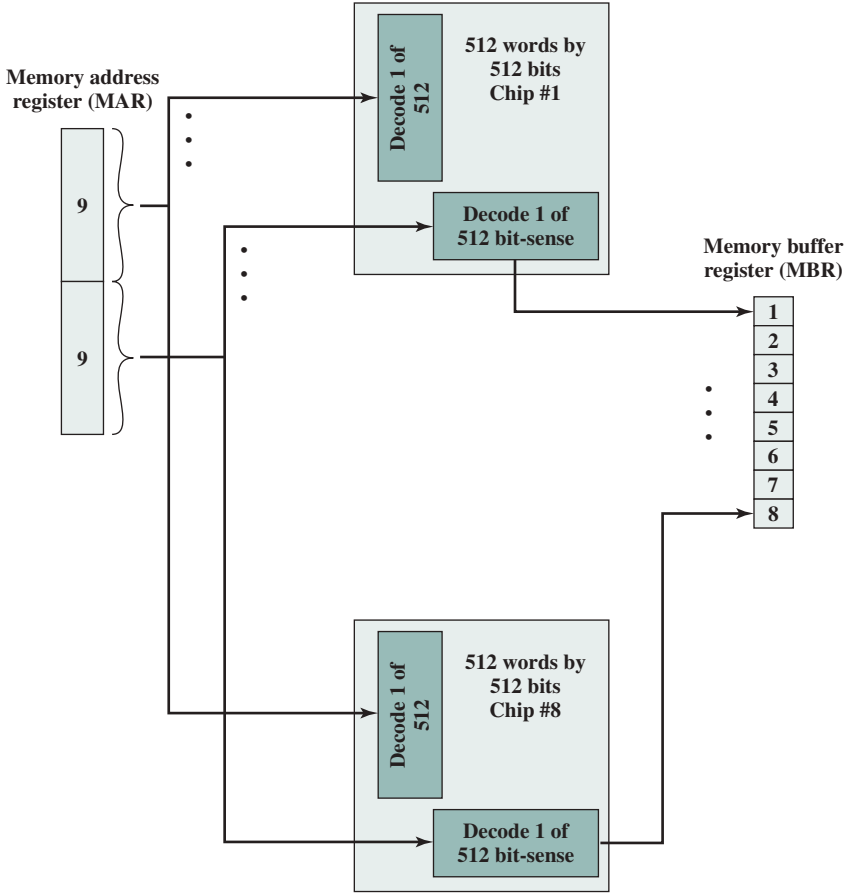 Memory address
register (MAR)
9
9
Decode 1 of
512
512 words by
512 bits
Chip #1
Decode 1 of
512 bit-sense
Memory buffer
register (MBR)
1
2
3
4
5
6
7
8
Decode 1 of
512
512 words by
512 bits
Chip #8
Decode 1 of
512 bit-sense